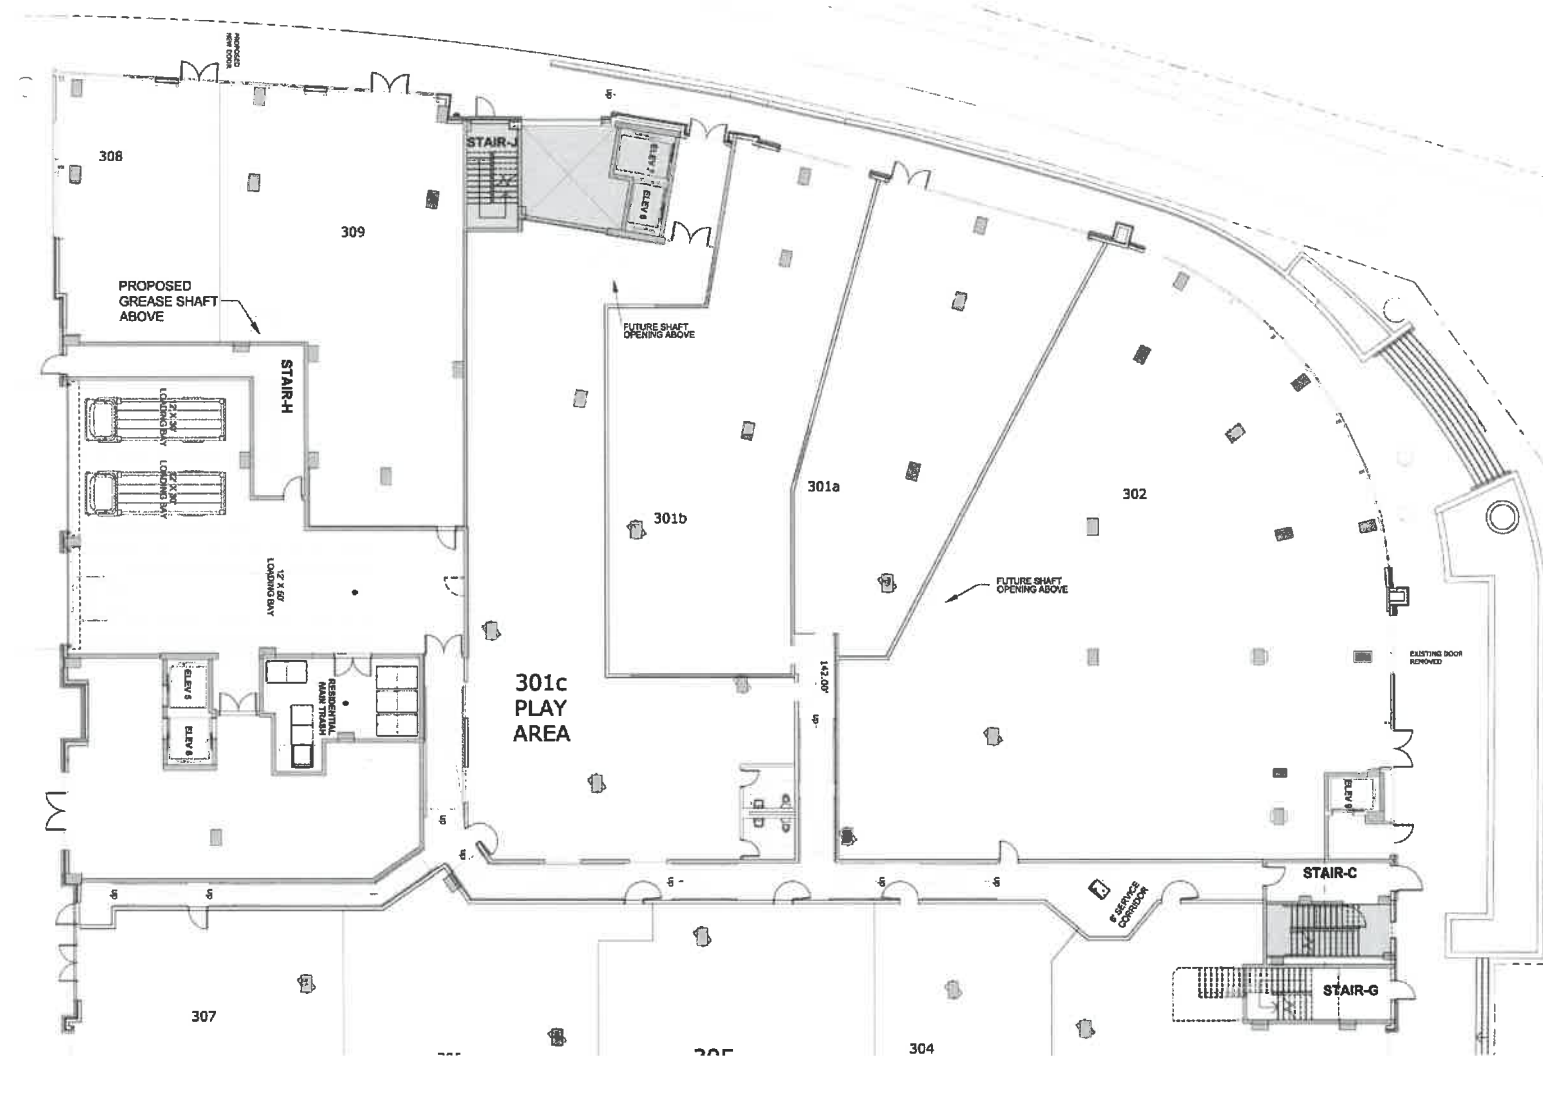 PROPOSED
NEW DOOR
308
309
STAIR-J
ELEV 7
ELEV 8
PROPOSED
GREASE SHAFT
ABOVE
FUTURE SHAFT
OPENING ABOVE
STAIR-H
12' X 30'
LOADING BAY
12' X 30'
LOADING BAY
301a
302
301b
12' X 50'
LOADING BAY
FUTURE SHAFT
OPENING ABOVE
EXISTING DOOR
REMOVED
142.00'
ELEV 5
ELEV 6
RESIDENTIAL
MAIN TRASH
301c
PLAY
AREA
up
ELEV 9
up
STAIR-C
6' SERVICE
CORRIDOR
STAIR-G
307
304